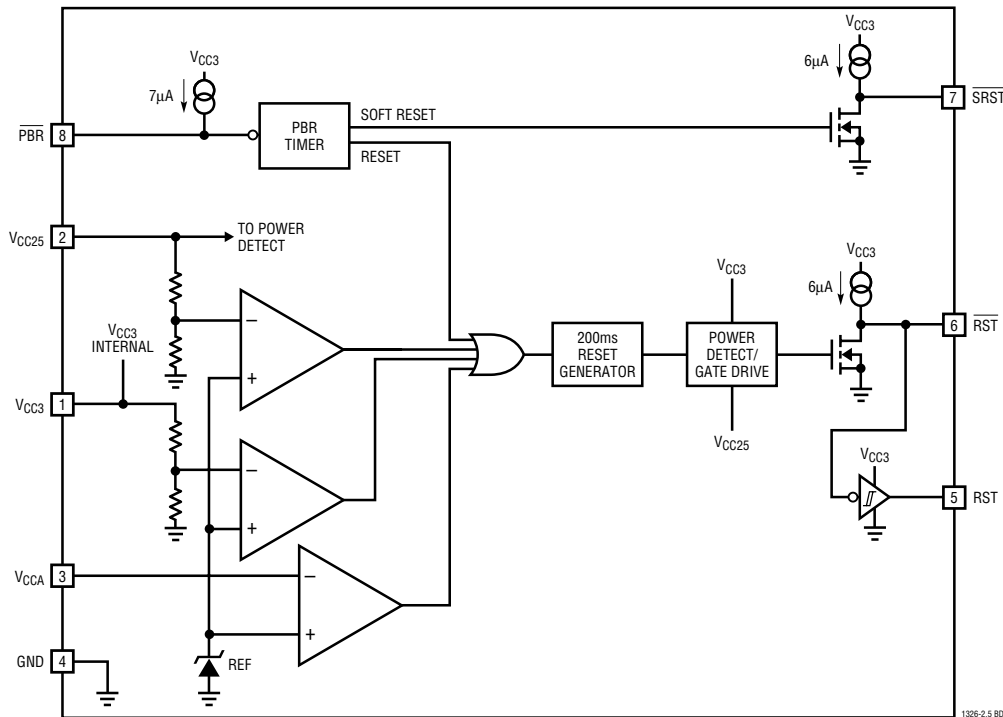 VCC3
7µA
PBR
8
PBR
TIMER
SOFT RESET
RESET
VCC3
6µA
7
SRST
VCC25
2
TO POWER
DETECT
VCC3
INTERNAL
VCC3
1
−
+
−
+
VCCA
3
−
+
GND
4
REF
200ms
RESET
GENERATOR
VCC3
POWER
DETECT/
GATE DRIVE
VCC25
VCC3
6µA
6
RST
VCC3
5
RST
1326-2.5 BD